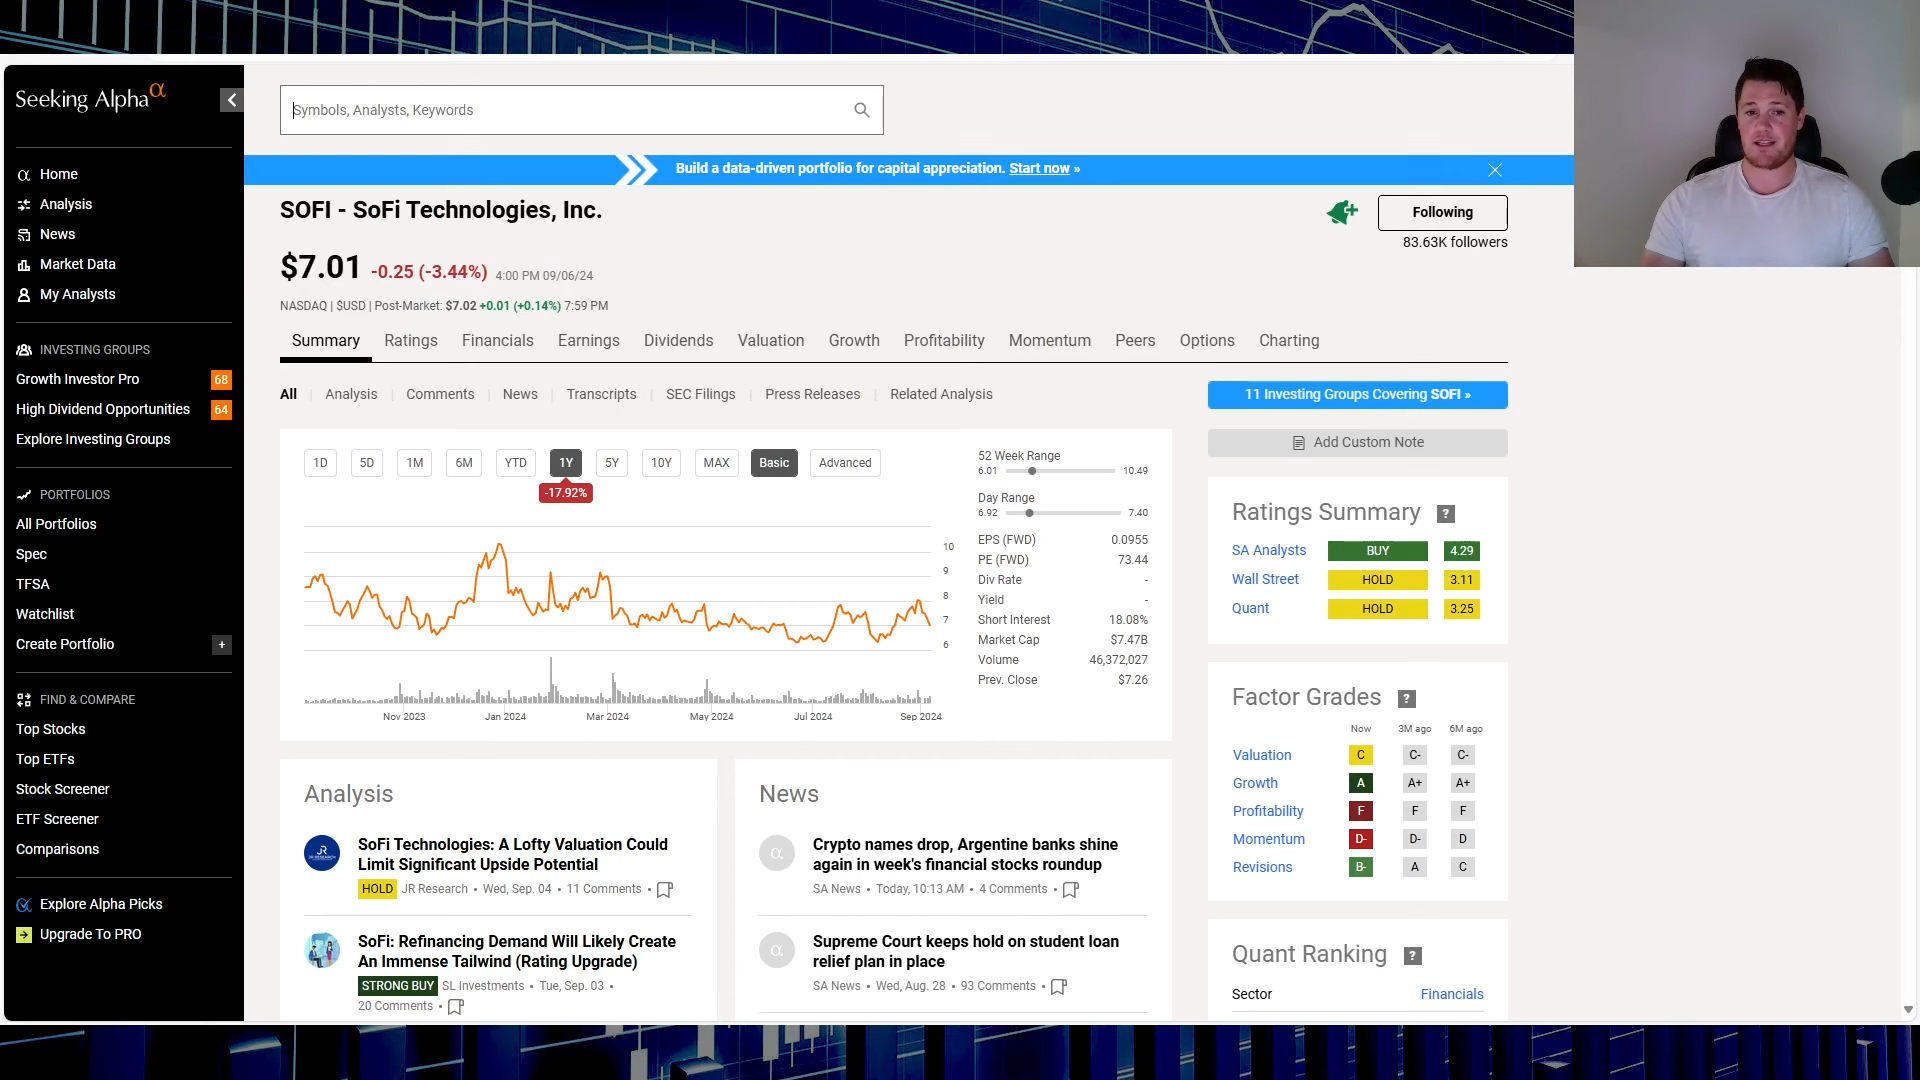 Seeking Alpha α
Symbols, Analysts, Keywords
Build a data-driven portfolio for capital appreciation. Start now »
Home
Analysis
News
Market Data
My Analysts
INVESTING GROUPS
Growth Investor Pro 68
High Dividend Opportunities 64
Explore Investing Groups
PORTFOLIOS
All Portfolios
Spec
TFSA
Watchlist
Create Portfolio +
FIND & COMPARE
Top Stocks
Top ETFs
Stock Screener
ETF Screener
Comparisons
Explore Alpha Picks
Upgrade To PRO
SOFI - SoFi Technologies, Inc.
Following
83.63K followers
$7.01 -0.25 (-3.44%) 4:00 PM 09/06/24
NASDAQ | $USD | Post-Market: $7.02 +0.01 (+0.14%) 7:59 PM
Summary Ratings Financials Earnings Dividends Valuation Growth Profitability Momentum Peers Options Charting
All | Analysis | Comments | News | Transcripts | SEC Filings | Press Releases | Related Analysis
1D 5D 1M 6M YTD 1Y 5Y 10Y MAX Basic Advanced
-17.92%
10
9
8
7
6
Nov 2023 Jan 2024 Mar 2024 May 2024 Jul 2024 Sep 2024
52 Week Range
6.01 10.49
Day Range
6.92 7.40
EPS (FWD) 0.0955
PE (FWD) 73.44
Div Rate -
Yield -
Short Interest 18.08%
Market Cap $7.47B
Volume 46,372,027
Prev. Close $7.26
Analysis
JR RESEARCH
SoFi Technologies: A Lofty Valuation Could
Limit Significant Upside Potential
HOLD JR Research • Wed, Sep. 04 • 11 Comments •
SoFi: Refinancing Demand Will Likely Create
An Immense Tailwind (Rating Upgrade)
STRONG BUY SL Investments • Tue, Sep. 03 •
20 Comments •
News
α
Crypto names drop, Argentine banks shine
again in week's financial stocks roundup
SA News • Today, 10:13 AM • 4 Comments •
α
Supreme Court keeps hold on student loan
relief plan in place
SA News • Wed, Aug. 28 • 93 Comments •
11 Investing Groups Covering SOFI »
Add Custom Note
Ratings Summary ?
SA Analysts BUY 4.29
Wall Street HOLD 3.11
Quant HOLD 3.25
Factor Grades ?
Now 3M ago 6M ago
Valuation C C- C-
Growth A A+ A+
Profitability F F F
Momentum D- D- D
Revisions B- A C
Quant Ranking ?
Sector Financials